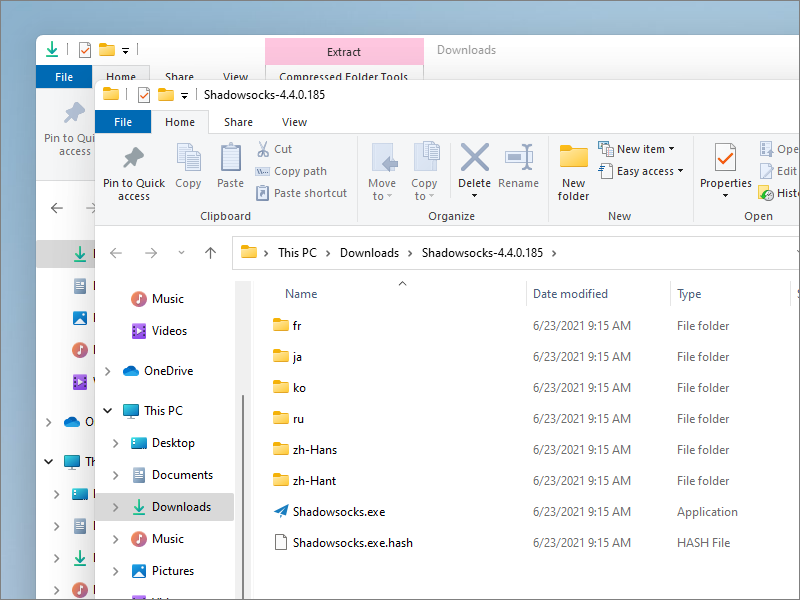 Extract
Downloads
File
Home
Share
View
Compressed Folder Tools
Pin to Qui
access
Shadowsocks-4.4.0.185
File
Home
Share
View
Pin to Quick
access
Copy
Paste
Cut
Copy path
Paste shortcut
Clipboard
Move
to
Copy
to
Delete
Rename
Organize
New
folder
New item
Easy access
New
Properties
Ope
Edit
Histo
Open
This PC
Downloads
Shadowsocks-4.4.0.185
Name
Date modified
Type
Music
Videos
OneDrive
This PC
Desktop
Documents
Downloads
Music
Pictures
fr 6/23/2021 9:15 AM File folder
ja 6/23/2021 9:15 AM File folder
ko 6/23/2021 9:15 AM File folder
ru 6/23/2021 9:15 AM File folder
zh-Hans 6/23/2021 9:15 AM File folder
zh-Hant 6/23/2021 9:15 AM File folder
Shadowsocks.exe 6/23/2021 9:15 AM Application
Shadowsocks.exe.hash 6/23/2021 9:15 AM HASH File